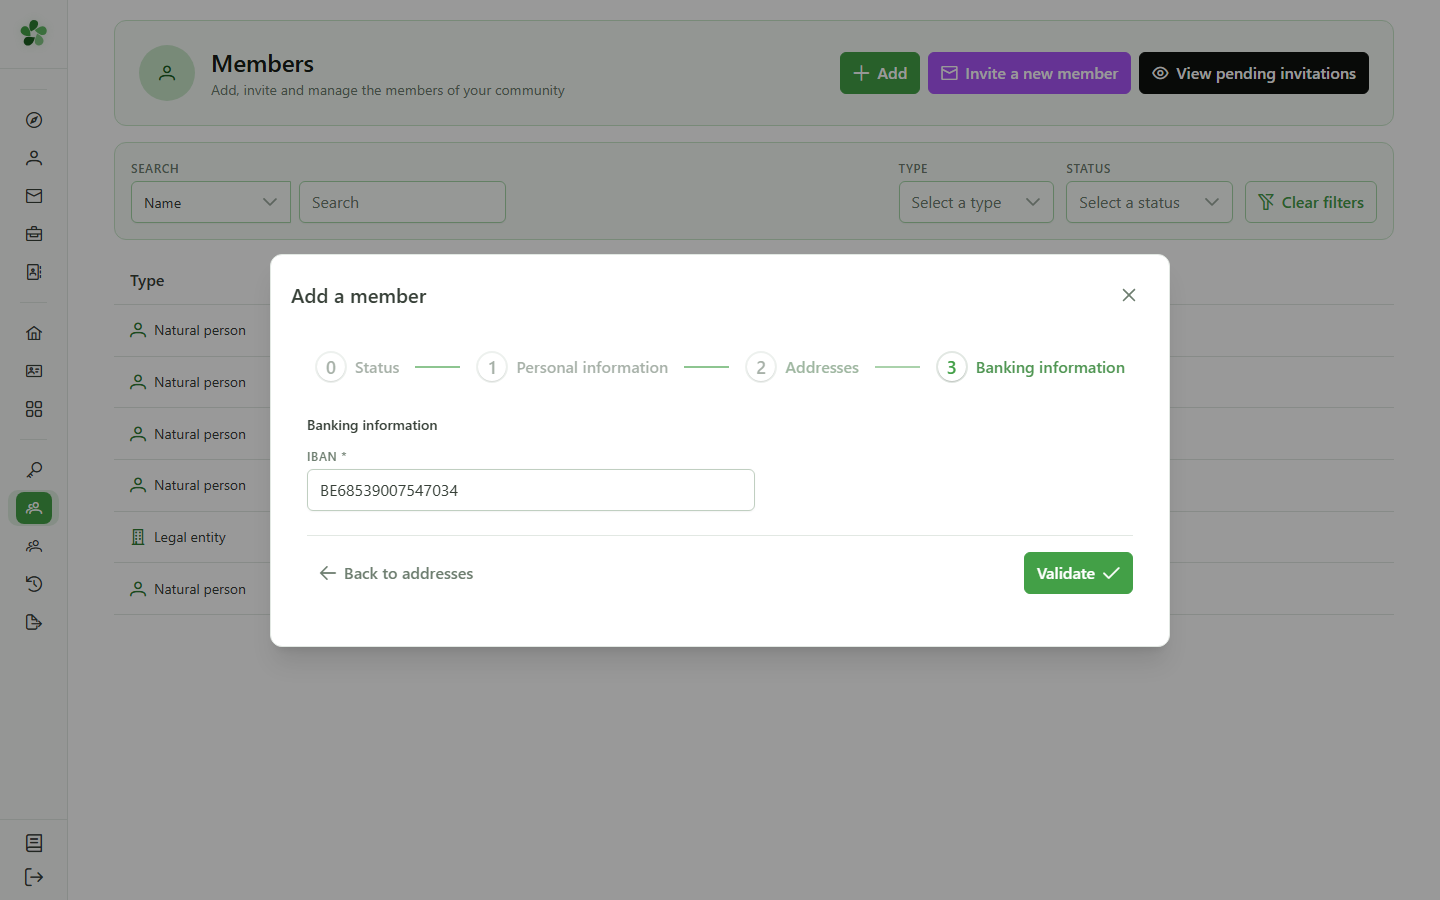 Members
Add, invite and manage the members of your community
Add
Invite a new member
View pending invitations
SEARCH
TYPE
STATUS
Name
Search
Select a type
Select a status
Clear filters
Type
Natural person
Natural person
Natural person
Natural person
Legal entity
Natural person
Add a member
0 Status
1 Personal information
2 Addresses
3 Banking information
Banking information
IBAN *
BE68539007547034
Back to addresses
Validate